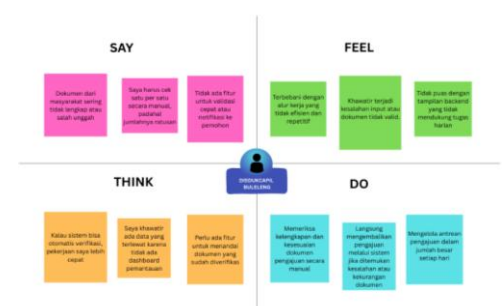 SAY
FEEL
Dokumen dari
masyarakat sering
tidak lengkap atau
salah unggah
Saya harus cek
satu per satu
secara manual,
padahal
jumlahnya ratusan
Tidak ada fitur
untuk validasi
cepat atau
notifikasi ke
pemohon
Terbebani dengan
alur kerja yang
tidak efisien dan
repetitif
Khawatir terjadi
kesalahan input atau
dokumen tidak valid.
Tidak puas dengan
tampilan backend
yang tidak
mendukung tugas
harian
DISDUKCAPIL
BULELENG
THINK
DO
Kalau sistem bisa
otomatis verifikasi,
pekerjaan saya lebih
cepat
Saya khawatir
ada data yang
terlewat karena
tidak ada
dashboard
pemantauan
Perlu ada fitur
untuk menandai
dokumen yang
sudah diverifikasi
Memeriksa
kelengkapan dan
kesesuaian
dokumen
pengajuan secara
manual
Langsung
mengembalikan
pengajuan
melalui sistem
jika ditemukan
kesalahan atau
kekurangan
dokumen
Mengelola antrean
pengajuan dalam
jumlah besar
setiap hari